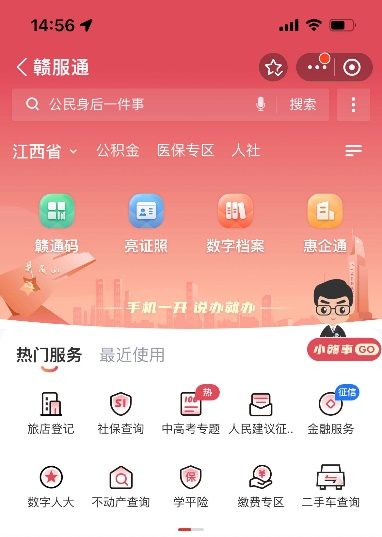 14:56
赣服通
公民身后一件事
搜索
江西省 公积金 医保专区 人社
赣通码 亮证照 数字档案 惠企通
手机一开 说办就办
小赣事 GO
热门服务 最近使用
热 征信
旅店登记 社保查询 中高考专题 人民建议征.. 金融服务
数字人大 不动产查询 学平险 缴费专区 二手车查询